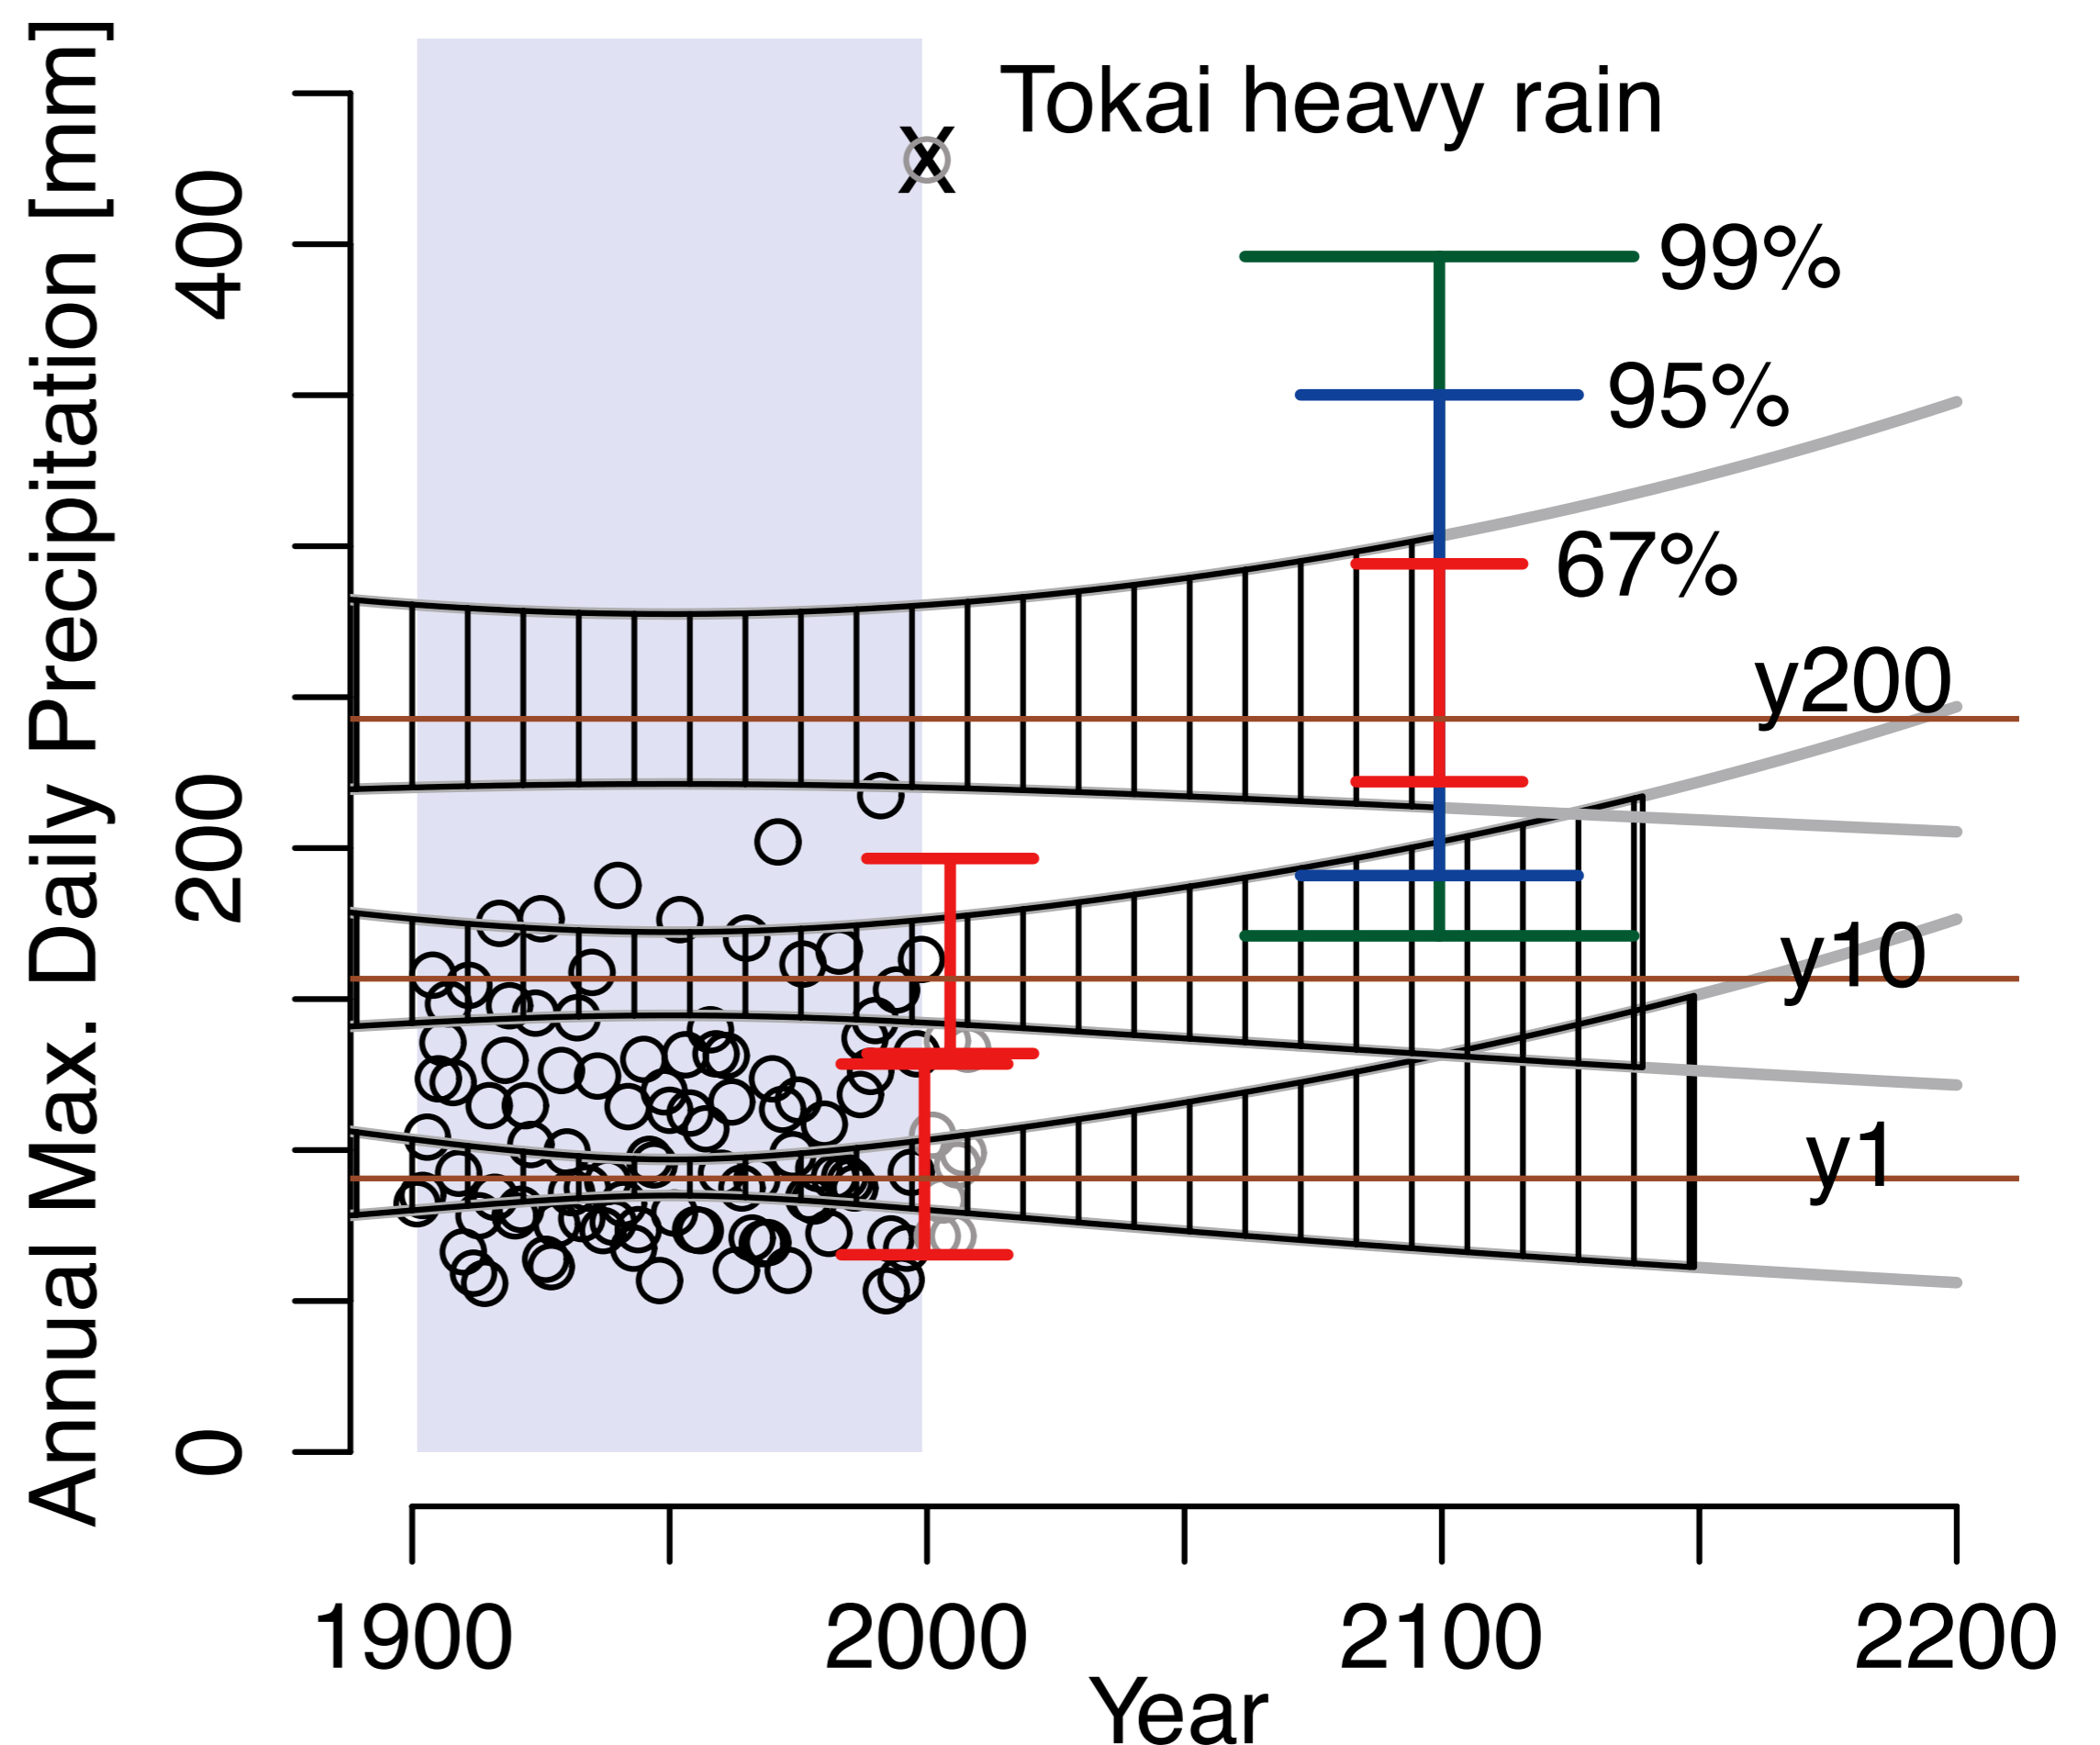 Annual Max. Daily Precipitation [mm]
400
200
0
X
Tokai heavy rain
99%
95%
67%
y200
y10
y1
1900
2000
2100
2200
Year